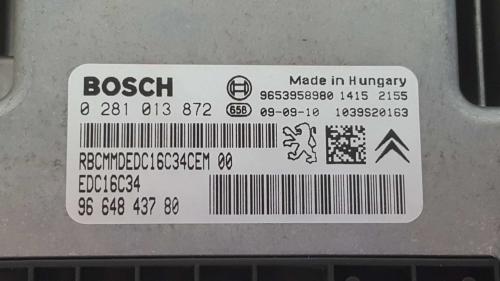 BOSCH
Made in Hungary
9653958980 1415 2155
0 281 013 872
658 09-09-10 1039S20163
RBCMMDEDC16C34CEM 00
EDC16C34
96 648 437 80